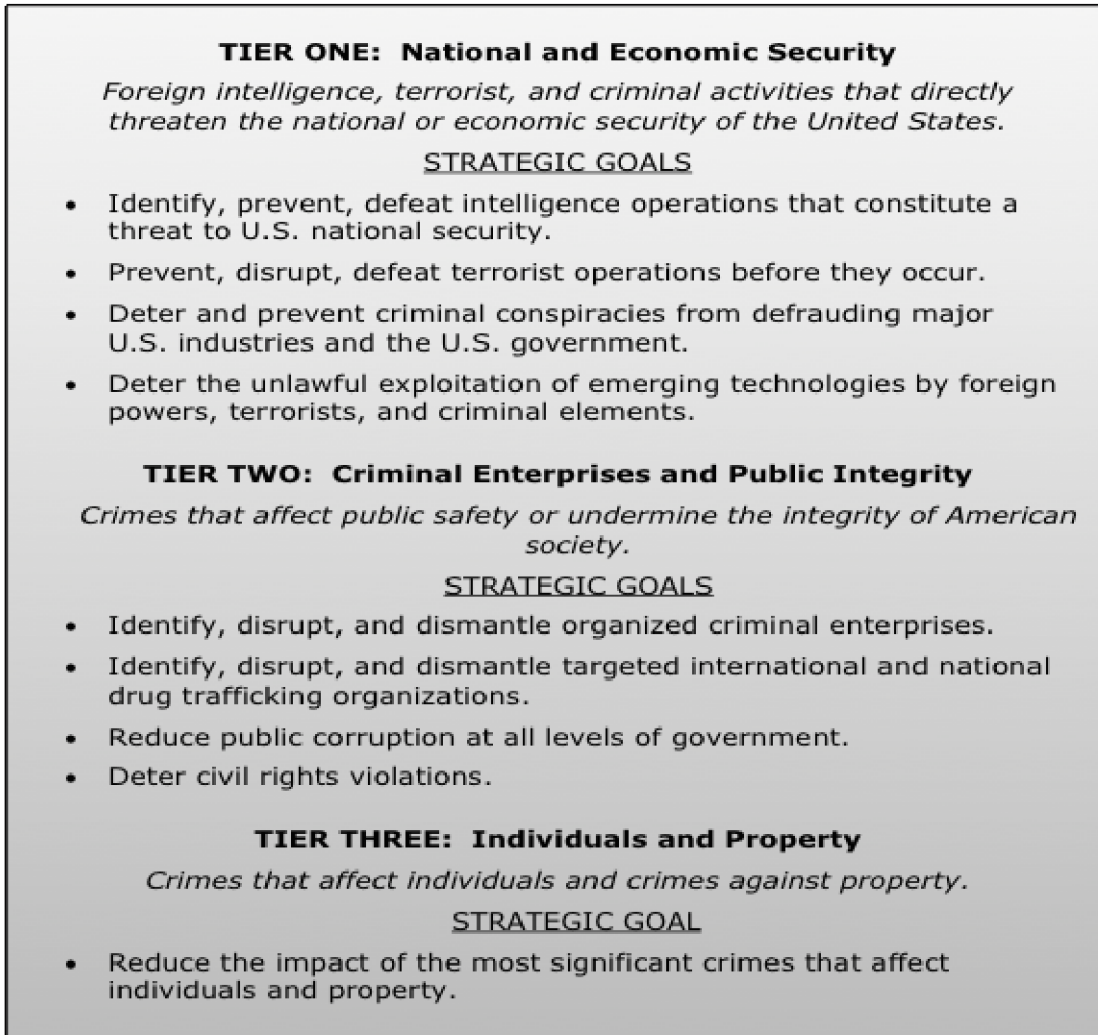 TIER ONE:  National and Economic Security
Foreign intelligence, terrorist, and criminal activities that directly
threaten the national or economic security of the United States.
STRATEGIC GOALS
• Identify, prevent, defeat intelligence operations that constitute a
threat to U.S. national security.
• Prevent, disrupt, defeat terrorist operations before they occur.
• Deter and prevent criminal conspiracies from defrauding major
U.S. industries and the U.S. government.
• Deter the unlawful exploitation of emerging technologies by foreign
powers, terrorists, and criminal elements.
TIER TWO:  Criminal Enterprises and Public Integrity
Crimes that affect public safety or undermine the integrity of American
society.
STRATEGIC GOALS
• Identify, disrupt, and dismantle organized criminal enterprises.
• Identify, disrupt, and dismantle targeted international and national
drug trafficking organizations.
• Reduce public corruption at all levels of government.
• Deter civil rights violations.
TIER THREE:  Individuals and Property
Crimes that affect individuals and crimes against property.
STRATEGIC GOAL
• Reduce the impact of the most significant crimes that affect
individuals and property.